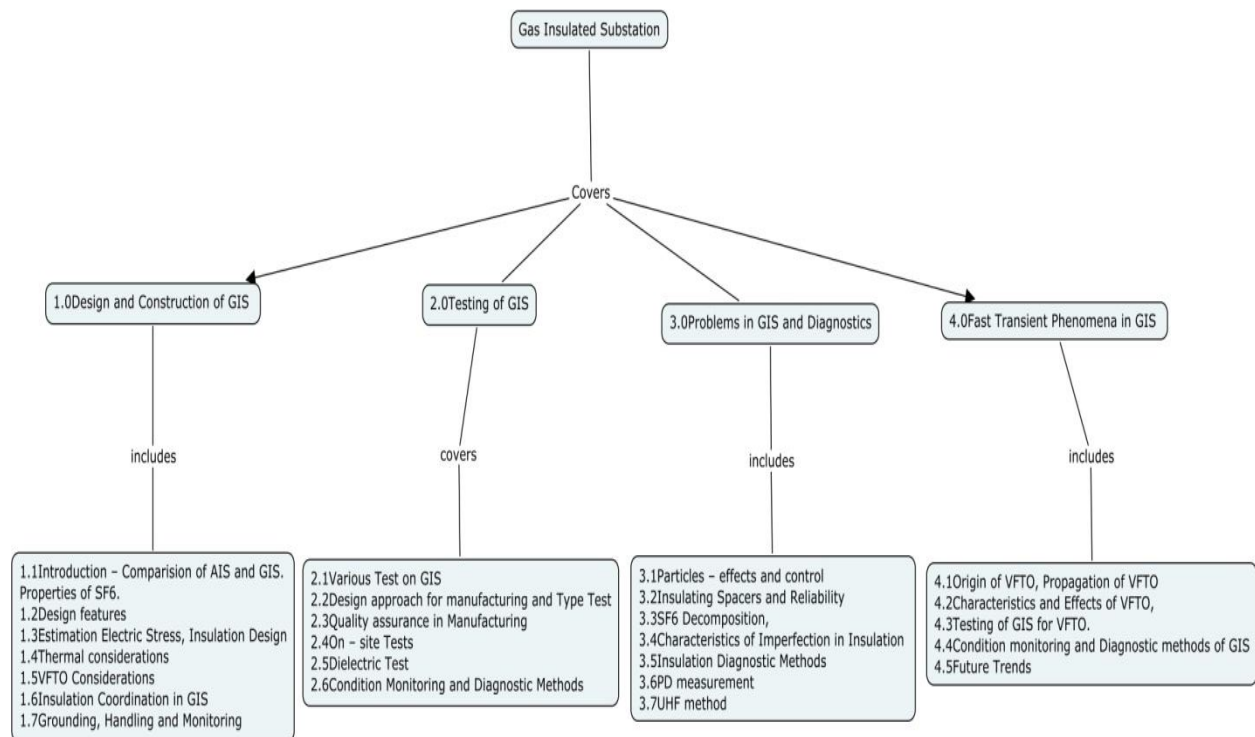 Gas Insulated Substation
Covers
1.0Design and Construction of GIS
2.0Testing of GIS
3.0Problems in GIS and Diagnostics
4.0Fast Transient Phenomena in GIS
includes
covers
includes
includes
1.1Introduction – Comparision of AIS and GIS.
Properties of SF6.
1.2Design features
1.3Estimation Electric Stress, Insulation Design
1.4Thermal considerations
1.5VFTO Considerations
1.6Insulation Coordination in GIS
1.7Grounding, Handling and Monitoring
2.1Various Test on GIS
2.2Design approach for manufacturing and Type Test
2.3Quality assurance in Manufacturing
2.4On – site Tests
2.5Dielectric Test
2.6Condition Monitoring and Diagnostic Methods
3.1Particles – effects and control
3.2Insulating Spacers and Reliability
3.3SF6 Decomposition,
3.4Characteristics of Imperfection in Insulation
3.5Insulation Diagnostic Methods
3.6PD measurement
3.7UHF method
4.1Origin of VFTO, Propagation of VFTO
4.2Characteristics and Effects of VFTO,
4.3Testing of GIS for VFTO.
4.4Condition monitoring and Diagnostic methods of GIS
4.5Future Trends